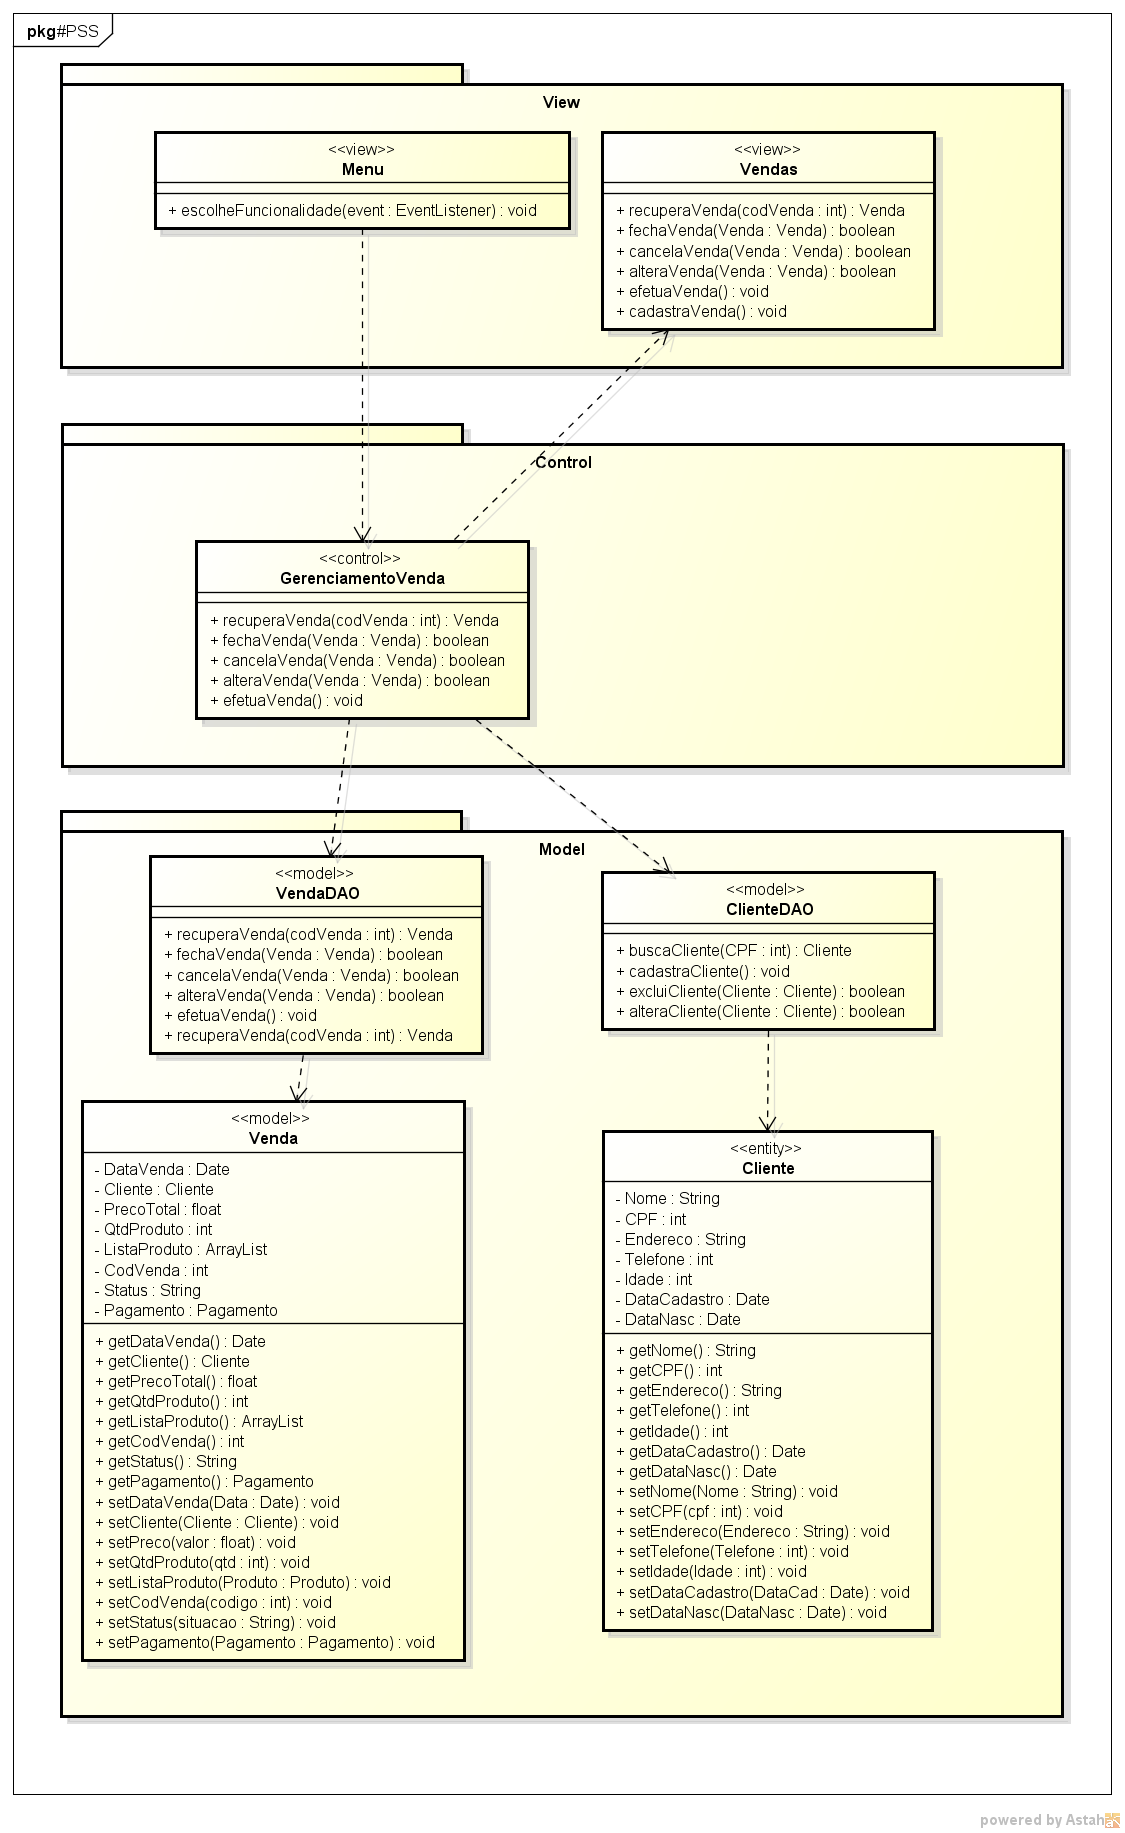 pkg#PSS
View
<<view>>
Menu
+ escolheFuncionalidade(event : EventListener) : void
<<view>>
Vendas
+ recuperaVenda(codVenda : int) : Venda
+ fechaVenda(Venda : Venda) : boolean
+ cancelaVenda(Venda : Venda) : boolean
+ alteraVenda(Venda : Venda) : boolean
+ efetuaVenda() : void
+ cadastraVenda() : void
Control
<<control>>
GerenciamentoVenda
+ recuperaVenda(codVenda : int) : Venda
+ fechaVenda(Venda : Venda) : boolean
+ cancelaVenda(Venda : Venda) : boolean
+ alteraVenda(Venda : Venda) : boolean
+ efetuaVenda() : void
Model
<<model>>
VendaDAO
+ recuperaVenda(codVenda : int) : Venda
+ fechaVenda(Venda : Venda) : boolean
+ cancelaVenda(Venda : Venda) : boolean
+ alteraVenda(Venda : Venda) : boolean
+ efetuaVenda() : void
+ recuperaVenda(codVenda : int) : Venda
<<model>>
ClienteDAO
+ buscaCliente(CPF : int) : Cliente
+ cadastraCliente() : void
+ excluiCliente(Cliente : Cliente) : boolean
+ alteraCliente(Cliente : Cliente) : boolean
<<model>>
Venda
- DataVenda : Date
- Cliente : Cliente
- PrecoTotal : float
- QtdProduto : int
- ListaProduto : ArrayList
- CodVenda : int
- Status : String
- Pagamento : Pagamento
+ getDataVenda() : Date
+ getCliente() : Cliente
+ getPrecoTotal() : float
+ getQtdProduto() : int
+ getListaProduto() : ArrayList
+ getCodVenda() : int
+ getStatus() : String
+ getPagamento() : Pagamento
+ setDataVenda(Data : Date) : void
+ setCliente(Cliente : Cliente) : void
+ setPreco(valor : float) : void
+ setQtdProduto(qtd : int) : void
+ setListaProduto(Produto : Produto) : void
+ setCodVenda(codigo : int) : void
+ setStatus(situacao : String) : void
+ setPagamento(Pagamento : Pagamento) : void
<<entity>>
Cliente
- Nome : String
- CPF : int
- Endereco : String
- Telefone : int
- Idade : int
- DataCadastro : Date
- DataNasc : Date
+ getNome() : String
+ getCPF() : int
+ getEndereco() : String
+ getTelefone() : int
+ getIdade() : int
+ getDataCadastro() : Date
+ getDataNasc() : Date
+ setNome(Nome : String) : void
+ setCPF(cpf : int) : void
+ setEndereco(Endereco : String) : void
+ setTelefone(Telefone : int) : void
+ setIdade(Idade : int) : void
+ setDataCadastro(DataCad : Date) : void
+ setDataNasc(DataNasc : Date) : void
powered by Astah